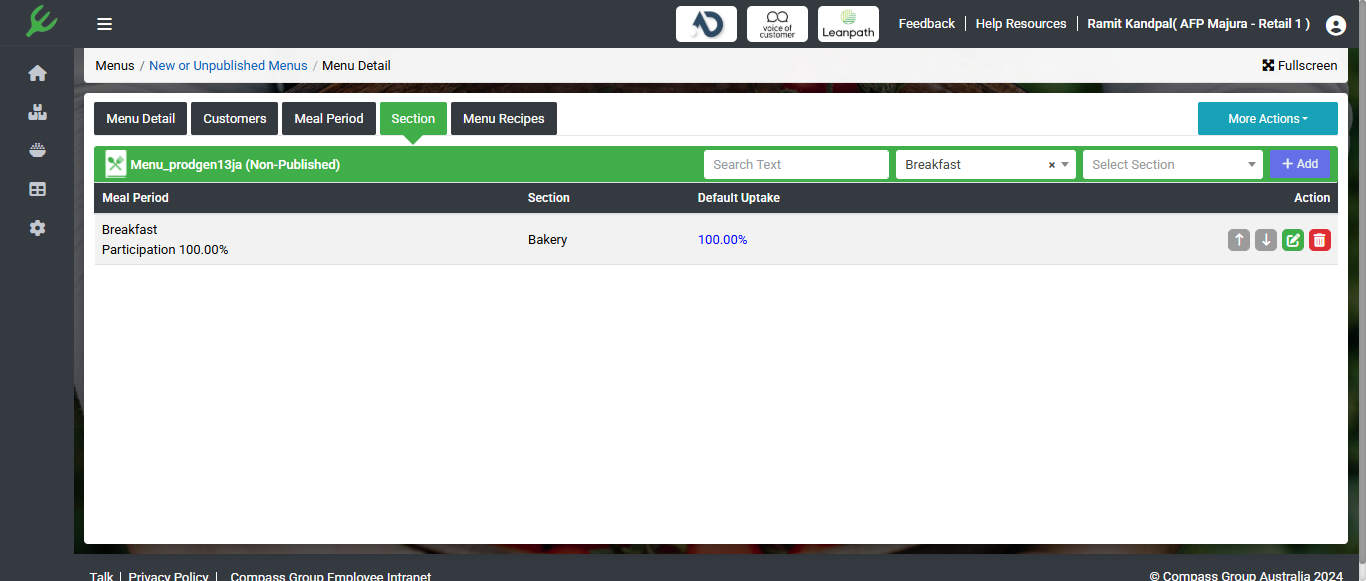 voice of customer
Leanpath
Feedback | Help Resources | Ramit Kandpal( AFP Majura - Retail 1 )
Menus / New or Unpublished Menus / Menu Detail
Fullscreen
Menu Detail
Customers
Meal Period
Section
Menu Recipes
More Actions
Menu_prodgen13ja (Non-Published)
Search Text
Breakfast ×
Select Section
+ Add
Meal Period Section Default Uptake Action
Breakfast
Participation 100.00%
Bakery
100.00%
Talk | Privacy Policy | Compass Group Employee Intranet
© Compass Group Australia 2024